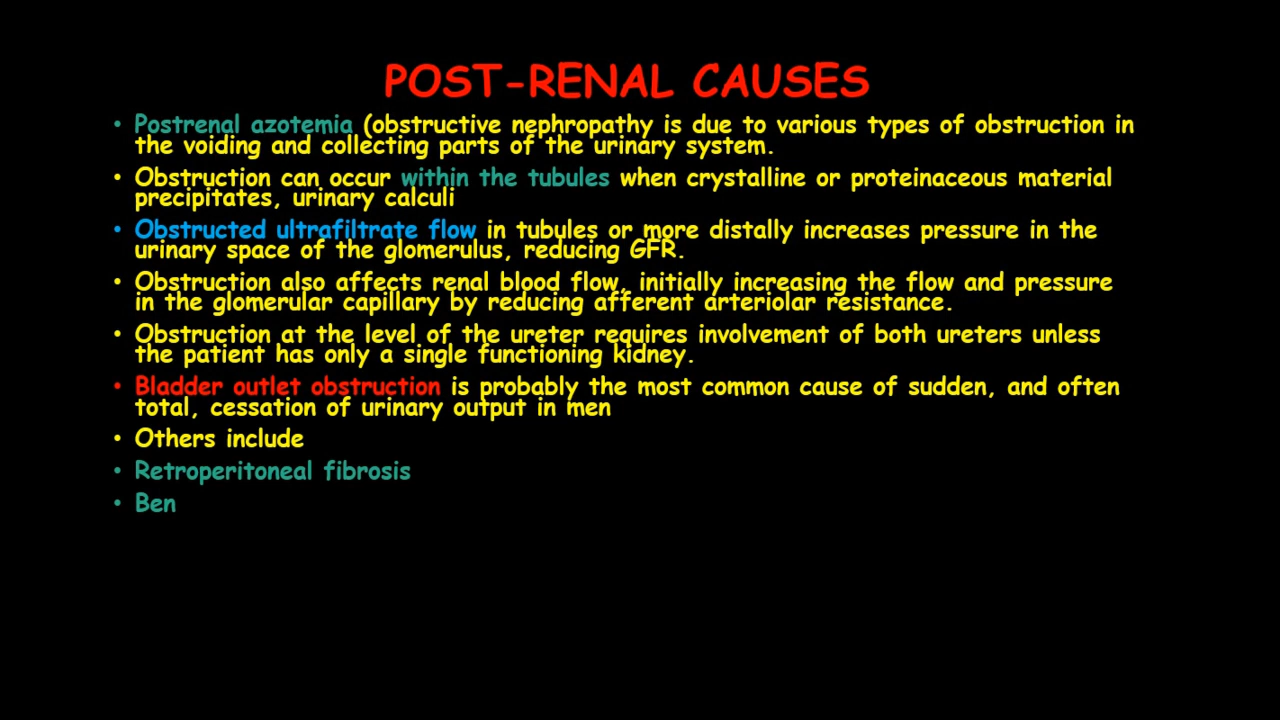 POST-RENAL CAUSES
• Postrenal azotemia (obstructive nephropathy is due to various types of obstruction in
the voiding and collecting parts of the urinary system.
• Obstruction can occur within the tubules when crystalline or proteinaceous material
precipitates, urinary calculi
• Obstructed ultrafiltrate flow in tubules or more distally increases pressure in the
urinary space of the glomerulus, reducing GFR.
• Obstruction also affects renal blood flow, initially increasing the flow and pressure
in the glomerular capillary by reducing afferent arteriolar resistance.
• Obstruction at the level of the ureter requires involvement of both ureters unless
the patient has only a single functioning kidney.
• Bladder outlet obstruction is probably the most common cause of sudden, and often
total, cessation of urinary output in men
• Others include
• Retroperitoneal fibrosis
• Ben